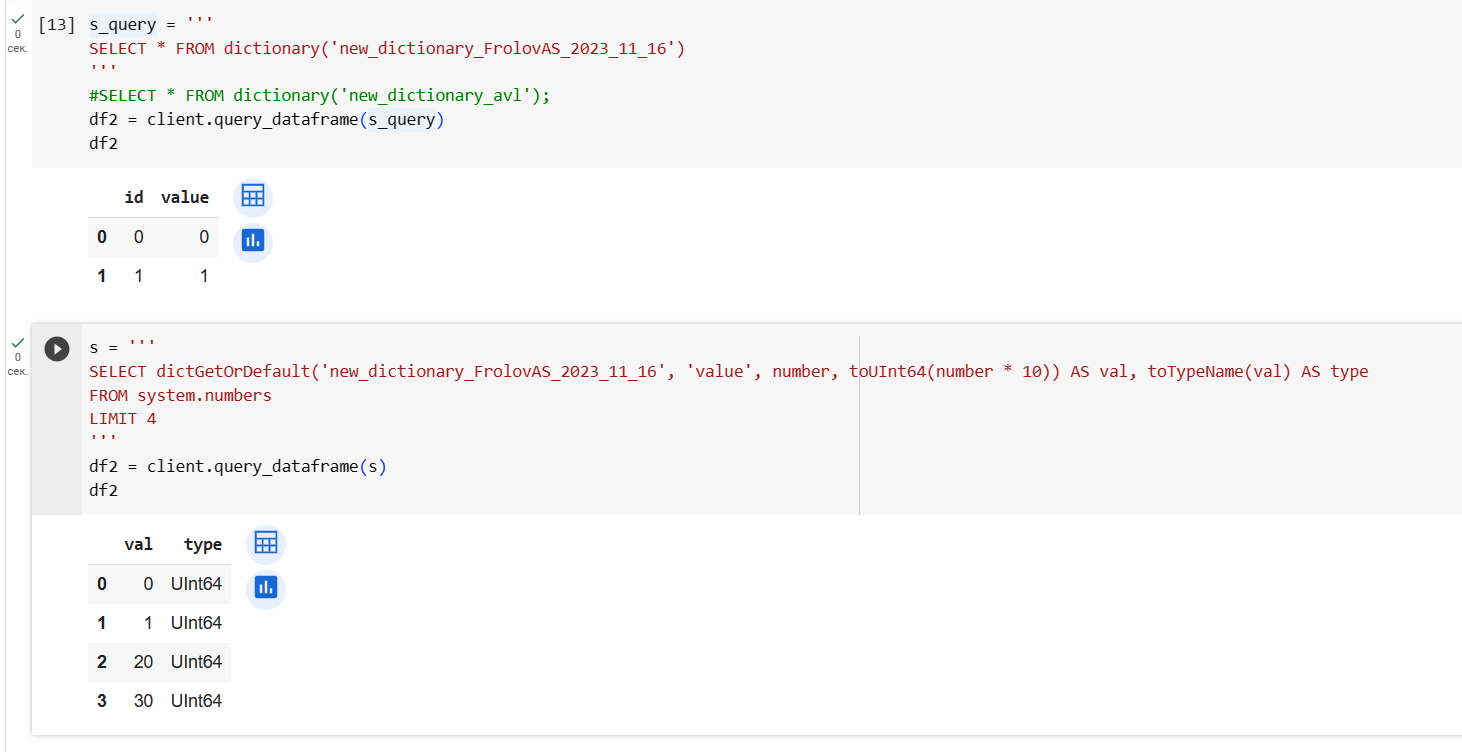 [13] s_query = '''
0
сек.
SELECT * FROM dictionary('new_dictionary_FrolovAS_2023_11_16')
'''
#SELECT * FROM dictionary('new_dictionary_avl');
df2 = client.query_dataframe(s_query)
df2
id value
0 0 0
1 1 1
0
сек.
s = '''
SELECT dictGetOrDefault('new_dictionary_FrolovAS_2023_11_16', 'value', number, toUInt64(number * 10)) AS val, toTypeName(val) AS type
FROM system.numbers
LIMIT 4
'''
df2 = client.query_dataframe(s)
df2
val type
0 0 UInt64
1 1 UInt64
2 20 UInt64
3 30 UInt64